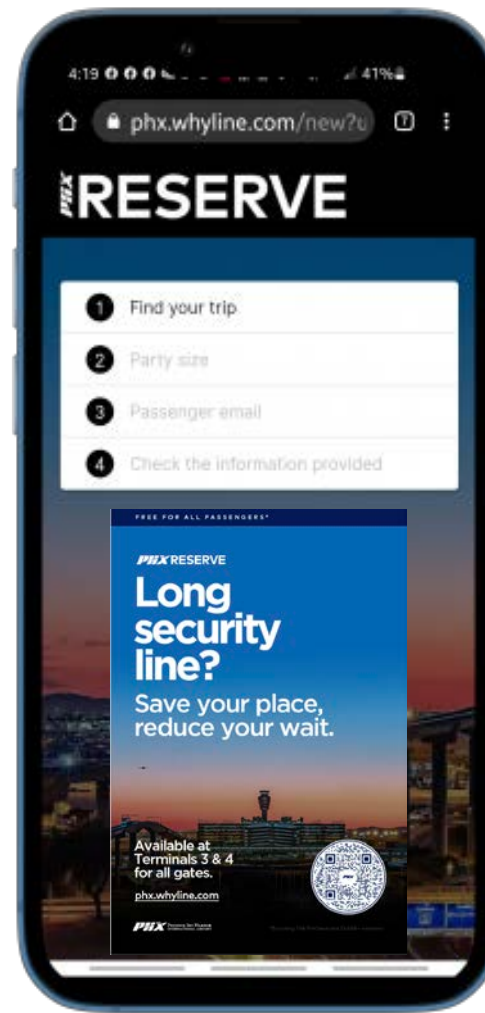 4:19
41%
phx.whyline.com/new?u
PHX RESERVE
1 Find your trip
2 Party size
3 Passenger email
4 Check the information provided
FREE FOR ALL PASSENGERS*
PHX RESERVE
Long
security
line?
Save your place,
reduce your wait.
Available at
Terminals 3 & 4
for all gates.
phx.whyline.com
PHX